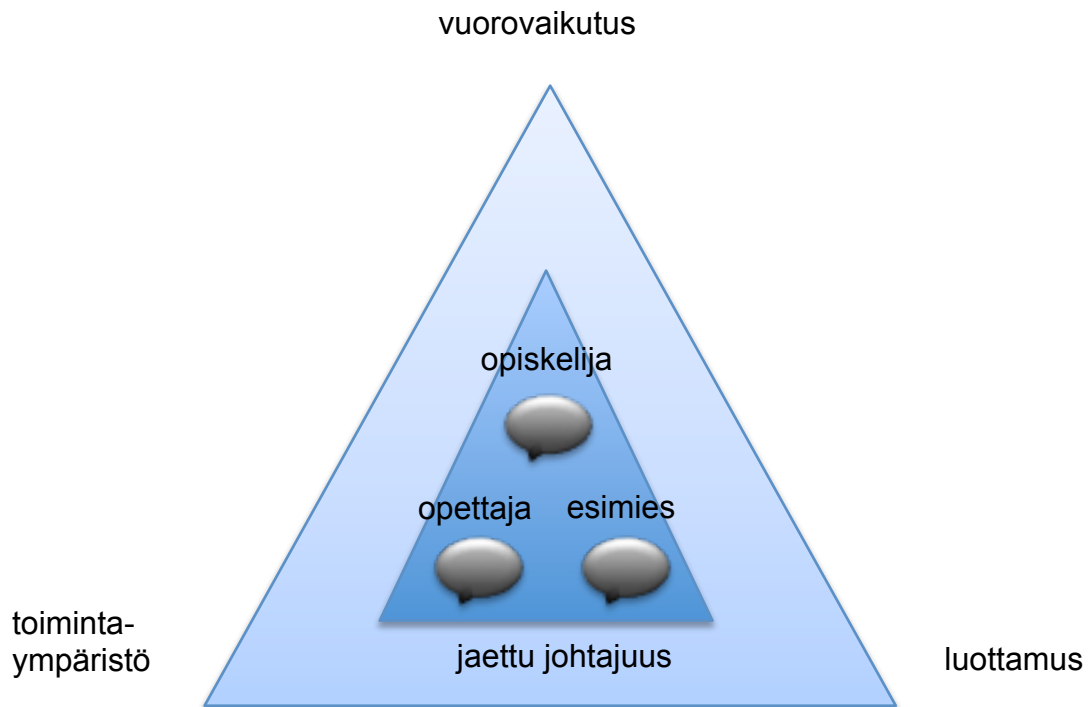 vuorovaikutus
opiskelija
opettaja
esimies
toiminta-
ympäristö
jaettu johtajuus
luottamus